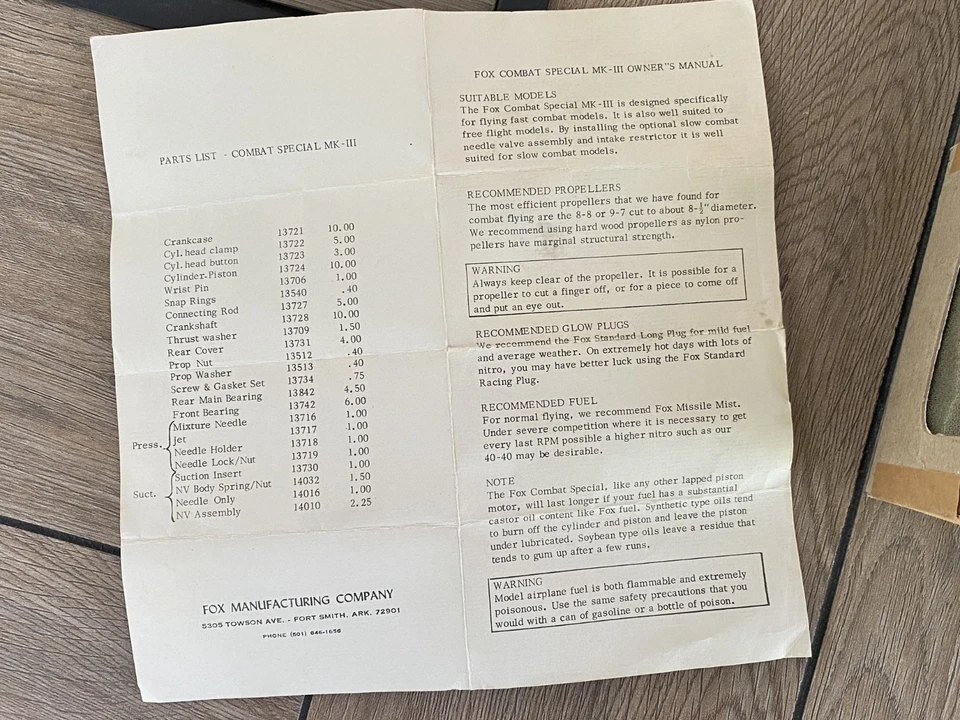 PARTS LIST - COMBAT SPECIAL MK-III
Crankcase 13721 10.00
Cyl. head clamp 13722 5.00
Cyl. head button 13723 3.00
Cylinder-Piston 13724 10.00
Wrist Pin 13706 1.00
Snap Rings 13540 .40
Connecting Rod 13727 5.00
Crankshaft 13728 10.00
Thrust washer 13709 1.50
Rear Cover 13731 4.00
Prop Nut 13512 .40
Prop Washer 13513 .40
Screw & Gasket Set 13734 .75
Rear Main Bearing 13842 4.50
Front Bearing 13742 6.00
Mixture Needle 13716 1.00
Jet 13717 1.00
Press.
Needle Holder 13718 1.00
Needle Lock/Nut 13719 1.00
Suction Insert 13730 1.00
NV Body Spring/Nut 14032 1.50
Suct.
Needle Only 14016 1.00
NV Assembly 14010 2.25
FOX MANUFACTURING COMPANY
5305 TOWSON AVE. - FORT SMITH, ARK. 72901
PHONE (501) 646-1656
FOX COMBAT SPECIAL MK-III OWNER"S MANUAL
SUITABLE MODELS
The Fox Combat Special MK-III is designed specifically
for flying fast combat models. It is also well suited to
free flight models. By installing the optional slow combat
needle valve assembly and intake restrictor it is well
suited for slow combat models.
RECOMMENDED PROPELLERS
The most efficient propellers that we have found for
combat flying are the 8-8 or 9-7 cut to about 8-½" diameter.
We recommend using hard wood propellers as nylon pro-
pellers have marginal structural strength.
WARNING
Always keep clear of the propeller. It is possible for a
propeller to cut a finger off, or for a piece to come off
and put an eye out.
RECOMMENDED GLOW PLUGS
We recommend the Fox Standard Long Plug for mild fuel
and average weather. On extremely hot days with lots of
nitro, you may have better luck using the Fox Standard
Racing Plug.
RECOMMENDED FUEL
For normal flying, we recommend Fox Missile Mist.
Under severe competition where it is necessary to get
every last RPM possible a higher nitro such as our
40-40 may be desirable.
NOTE
The Fox Combat Special, like any other lapped piston
motor, will last longer if your fuel has a substantial
castor oil content like Fox fuel. Synthetic type oils tend
to burn off the cylinder and piston and leave the piston
under lubricated. Soybean type oils leave a residue that
tends to gum up after a few runs.
WARNING
Model airplane fuel is both flammable and extremely
poisonous. Use the same safety precautions that you
would with a can of gasoline or a bottle of poison.